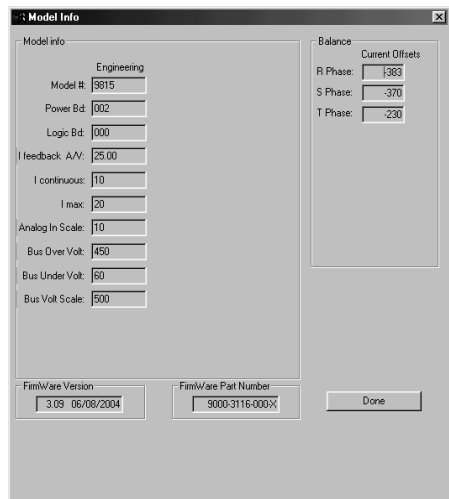 Model Info
Model info
Engineering
Model #: 9815
Power Bd: 002
Logic Bd: 000
I feedback A/V: 25.00
I continuous: 10
I max: 20
Analog In Scale: 10
Bus Over Volt: 450
Bus Under Volt: 60
Bus Volt Scale: 500
Balance
Current Offsets
R Phase: -383
S Phase: -370
T Phase: -230
FirmWare Version
3.09 06/08/2004
FirmWare Part Number
9000-3116-000-X
Done